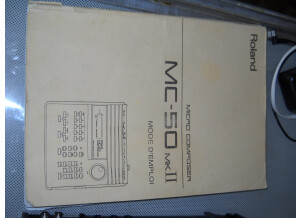 Roland
MICRO COMPOSER
MC-50 MKII
MODE D'EMPLOI